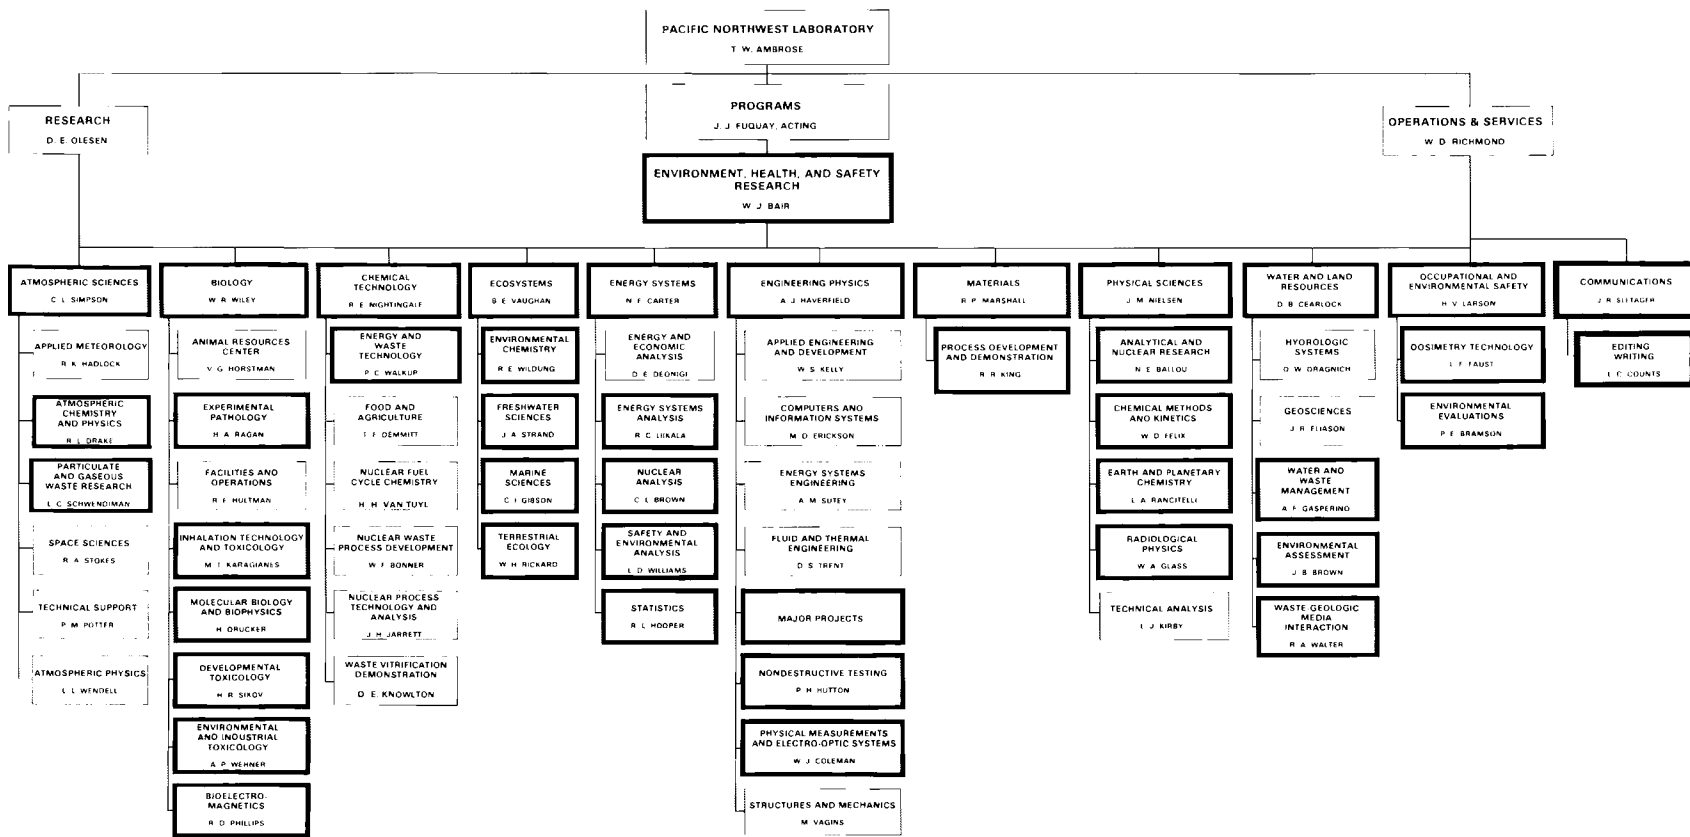 PACIFIC NORTHWEST LABORATORY
T. W. AMBROSE
RESEARCH
D. E. OLESEN
PROGRAMS
J. J. FUQUAY, ACTING
OPERATIONS & SERVICES
W. D. RICHMOND
ENVIRONMENT, HEALTH, AND SAFETY
RESEARCH
W. J. BAIR
ATMOSPHERIC SCIENCES
C. L. SIMPSON
APPLIED METEOROLOGY
R. K. HADLOCK
ATMOSPHERIC
CHEMISTRY
AND PHYSICS
R. L. DRAKE
PARTICULATE
AND GASEOUS
WASTE RESEARCH
L. C. SCHWENDIMAN
SPACE SCIENCES
R. A. STOKES
TECHNICAL SUPPORT
P. M. POTTER
ATMOSPHERIC PHYSICS
L. L. WENDELL
BIOLOGY
W. R. WILEY
ANIMAL RESOURCES
CENTER
V. G. HORSTMAN
EXPERIMENTAL
PATHOLOGY
H. A. RAGAN
FACILITIES AND
OPERATIONS
R. F. HULTMAN
INHALATION TECHNOLOGY
AND TOXICOLOGY
M. T. KARAGIANES
MOLECULAR BIOLOGY
AND BIOPHYSICS
H. DRUCKER
DEVELOPMENTAL
TOXICOLOGY
H. R. SIKOV
ENVIRONMENTAL
AND INDUSTRIAL
TOXICOLOGY
A. P. WEHNER
BIOELECTRO-
MAGNETICS
R. D. PHILLIPS
CHEMICAL
TECHNOLOGY
R. E. NIGHTINGALE
ENERGY AND
WASTE
TECHNOLOGY
P. C. WALKUP
FOOD AND
AGRICULTURE
T. F. DEMMITT
NUCLEAR FUEL
CYCLE CHEMISTRY
H. H. VAN TUYL
NUCLEAR WASTE
PROCESS DEVELOPMENT
W. F. BONNER
NUCLEAR PROCESS
TECHNOLOGY AND
ANALYSIS
J. H. JARRETT
WASTE VITRIFICATION
DEMONSTRATION
D. E. KNOWLTON
ECOSYSTEMS
B. E. VAUGHAN
ENVIRONMENTAL
CHEMISTRY
R. E. WILDUNG
FRESHWATER
SCIENCES
J. A. STRAND
MARINE
SCIENCES
C. I. GIBSON
TERRESTRIAL
ECOLOGY
W. H. RICKARD
ENERGY SYSTEMS
N. E. CARTER
ENERGY AND
ECONOMIC
ANALYSIS
D. E. DEONIGI
ENERGY SYSTEMS
ANALYSIS
R. C. LIIKALA
NUCLEAR
ANALYSIS
C. L. BROWN
SAFETY AND
ENVIRONMENTAL
ANALYSIS
L. D. WILLIAMS
STATISTICS
R. L. HOOPER
ENGINEERING PHYSICS
A. J. HAVERFIELD
APPLIED ENGINEERING
AND DEVELOPMENT
W. S. KELLY
COMPUTERS AND
INFORMATION SYSTEMS
M. D. ERICKSON
ENERGY SYSTEMS
ENGINEERING
A. M. SUTEY
FLUID AND THERMAL
ENGINEERING
D. S. TRENT
MAJOR PROJECTS
NONDESTRUCTIVE TESTING
P. H. HUTTON
PHYSICAL MEASUREMENTS
AND ELECTRO-OPTIC SYSTEMS
W. J. COLEMAN
STRUCTURES AND MECHANICS
M. VAGINS
MATERIALS
R. P. MARSHALL
PROCESS DEVELOPMENT
AND DEMONSTRATION
R. R. KING
PHYSICAL SCIENCES
J. M. NIELSEN
ANALYTICAL AND
NUCLEAR RESEARCH
N. E. BALLOU
CHEMICAL METHODS
AND KINETICS
W. D. FELIX
EARTH AND PLANETARY
CHEMISTRY
L. A. RANCITELLI
RADIOLOGICAL
PHYSICS
W. A. GLASS
TECHNICAL ANALYSIS
L. J. KIRBY
WATER AND LAND
RESOURCES
D. B. CEARLOCK
HYDROLOGIC
SYSTEMS
D. W. DRAGNICH
GEOSCIENCES
J. R. ELIASON
WATER AND
WASTE
MANAGEMENT
A. F. GASPERINO
ENVIRONMENTAL
ASSESSMENT
J. B. BROWN
WASTE-GEOLOGIC
MEDIA
INTERACTION
R. A. WALTER
OCCUPATIONAL AND
ENVIRONMENTAL SAFETY
H. V. LARSON
DOSIMETRY TECHNOLOGY
L. F. FAUST
ENVIRONMENTAL
EVALUATIONS
P. E. BRAMSON
COMMUNICATIONS
EDITING
WRITING
L. C. COUNTS